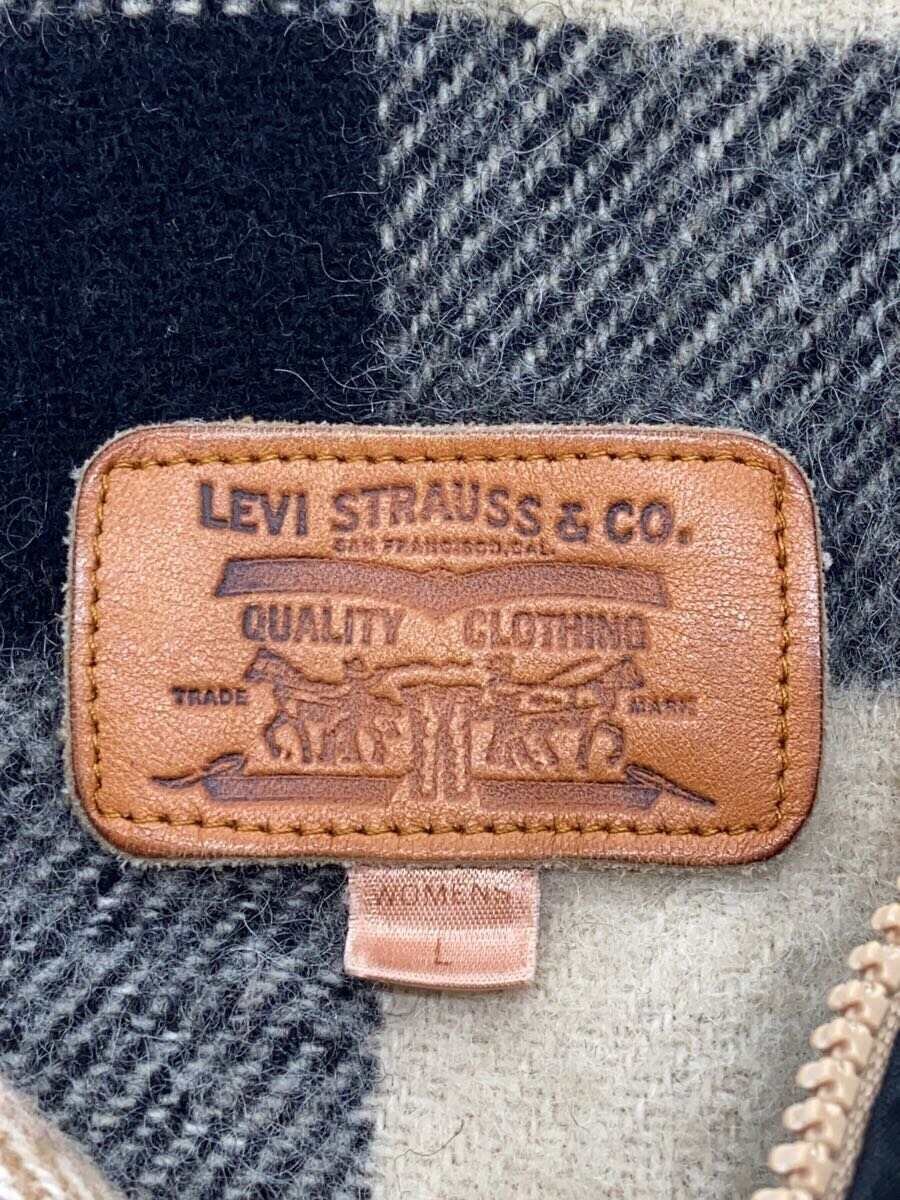 LEVI STRAUSS & CO.
SAN FRANCISCO, CAL.
QUALITY CLOTHING
TRADE MARK
WOMENS
L